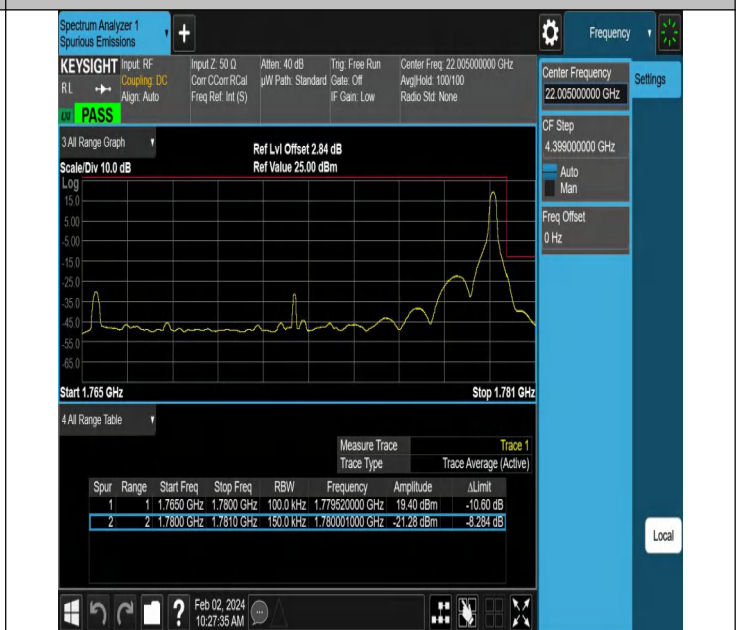 Spectrum Analyzer 1
Spurious Emissions
+
Frequency
KEYSIGHT
RL
Input: RF
Coupling: DC
Align: Auto
Input Z: 50 Ω
Corr CCorr RCal
Freq Ref: Int (S)
Atten: 40 dB
µW Path: Standard
Trig: Free Run
Gate: Off
IF Gain: Low
Center Freq: 22.005000000 GHz
Avg|Hold: 100/100
Radio Std: None
PASS
Center Frequency
22.005000000 GHz
Settings
CF Step
4.399000000 GHz
Auto
Man
Freq Offset
0 Hz
3 All Range Graph
Ref Lvl Offset 2.84 dB
Scale/Div 10.0 dB
Ref Value 25.00 dBm
Log
15.0
5.00
-5.00
-15.0
-25.0
-35.0
-45.0
-55.0
-65.0
Start 1.765 GHz
Stop 1.781 GHz
4 All Range Table
Measure Trace Trace 1
Trace Type Trace Average (Active)
Spur Range Start Freq Stop Freq RBW Frequency Amplitude ΔLimit
1 1 1.7650 GHz 1.7800 GHz 100.0 kHz 1.779520000 GHz 19.40 dBm -10.60 dB
2 2 1.7800 GHz 1.7810 GHz 150.0 kHz 1.780001000 GHz -21.28 dBm -8.284 dB
Local
?
Feb 02, 2024
10:27:35 AM